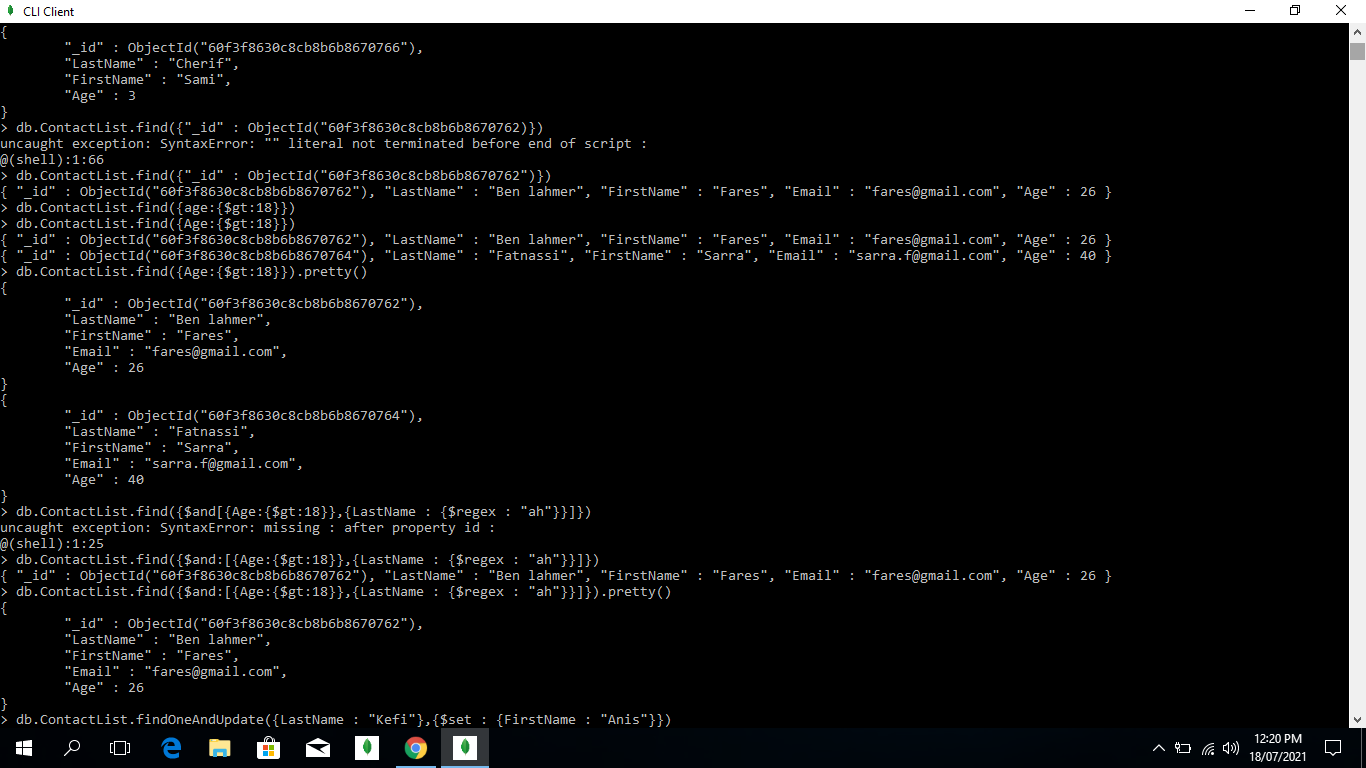 CLI Client
{
"_id" : ObjectId("60f3f8630c8cb8b6b8670766"),
"LastName" : "Cherif",
"FirstName" : "Sami",
"Age" : 3
}
> db.ContactList.find({"_id" : ObjectId("60f3f8630c8cb8b6b8670762)})
uncaught exception: SyntaxError: "" literal not terminated before end of script :
@(shell):1:66
> db.ContactList.find({"_id" : ObjectId("60f3f8630c8cb8b6b8670762")})
{ "_id" : ObjectId("60f3f8630c8cb8b6b8670762"), "LastName" : "Ben lahmer", "FirstName" : "Fares", "Email" : "fares@gmail.com", "Age" : 26 }
> db.ContactList.find({age:{$gt:18}})
> db.ContactList.find({Age:{$gt:18}})
{ "_id" : ObjectId("60f3f8630c8cb8b6b8670762"), "LastName" : "Ben lahmer", "FirstName" : "Fares", "Email" : "fares@gmail.com", "Age" : 26 }
{ "_id" : ObjectId("60f3f8630c8cb8b6b8670764"), "LastName" : "Fatnassi", "FirstName" : "Sarra", "Email" : "sarra.f@gmail.com", "Age" : 40 }
> db.ContactList.find({Age:{$gt:18}}).pretty()
{
"_id" : ObjectId("60f3f8630c8cb8b6b8670762"),
"LastName" : "Ben lahmer",
"FirstName" : "Fares",
"Email" : "fares@gmail.com",
"Age" : 26
}
{
"_id" : ObjectId("60f3f8630c8cb8b6b8670764"),
"LastName" : "Fatnassi",
"FirstName" : "Sarra",
"Email" : "sarra.f@gmail.com",
"Age" : 40
}
> db.ContactList.find({$and[{Age:{$gt:18}},{LastName : {$regex : "ah"}}]})
uncaught exception: SyntaxError: missing : after property id :
@(shell):1:25
> db.ContactList.find({$and:[{Age:{$gt:18}},{LastName : {$regex : "ah"}}]})
{ "_id" : ObjectId("60f3f8630c8cb8b6b8670762"), "LastName" : "Ben lahmer", "FirstName" : "Fares", "Email" : "fares@gmail.com", "Age" : 26 }
> db.ContactList.find({$and:[{Age:{$gt:18}},{LastName : {$regex : "ah"}}]}).pretty()
{
"_id" : ObjectId("60f3f8630c8cb8b6b8670762"),
"LastName" : "Ben lahmer",
"FirstName" : "Fares",
"Email" : "fares@gmail.com",
"Age" : 26
}
> db.ContactList.findOneAndUpdate({LastName : "Kefi"},{$set : {FirstName : "Anis"}})
12:20 PM
18/07/2021